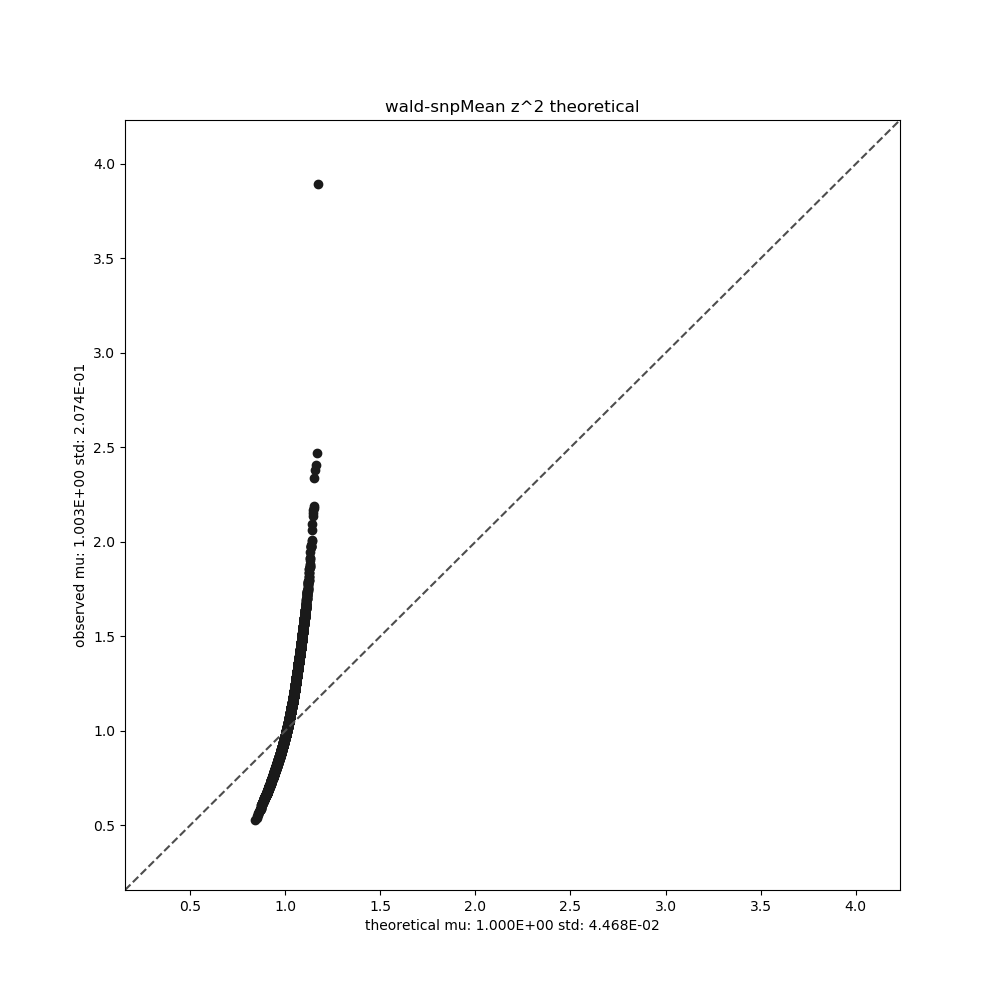 wald-snpMean z^2 theoretical
observed mu: 1.003E+00 std: 2.074E-01
4.0
3.5
3.0
2.5
2.0
1.5
1.0
0.5
0.5 1.0 1.5 2.0 2.5 3.0 3.5 4.0
theoretical mu: 1.000E+00 std: 4.468E-02